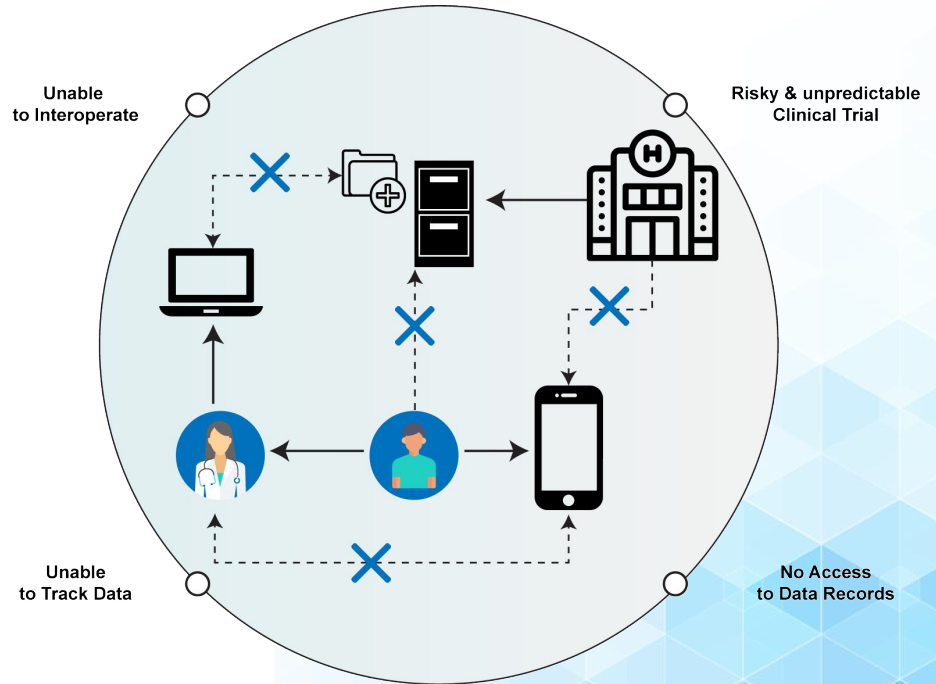 Unable
to Interoperate
Risky & unpredictable
Clinical Trial
H
Unable
to Track Data
No Access
to Data Records